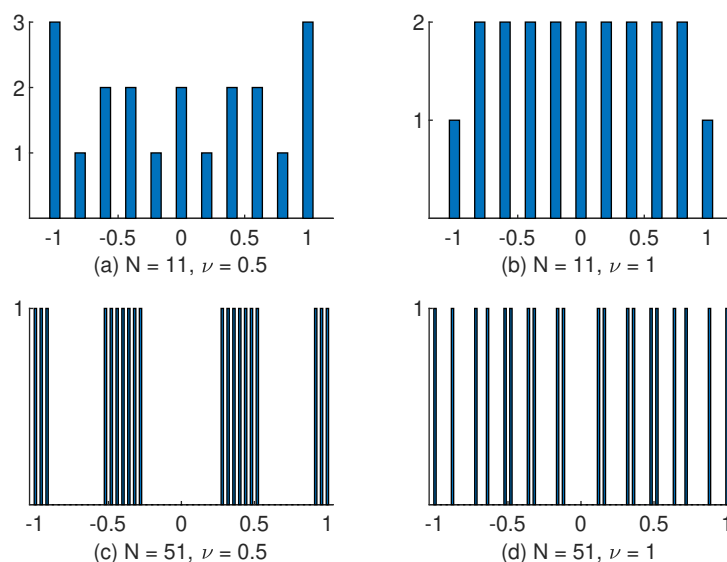 3
2
1
-1 -0.5 0 0.5 1
(a) N = 11, ν = 0.5
2
1
-1 -0.5 0 0.5 1
(b) N = 11, ν = 1
1
-1 -0.5 0 0.5 1
(c) N = 51, ν = 0.5
1
-1 -0.5 0 0.5 1
(d) N = 51, ν = 1